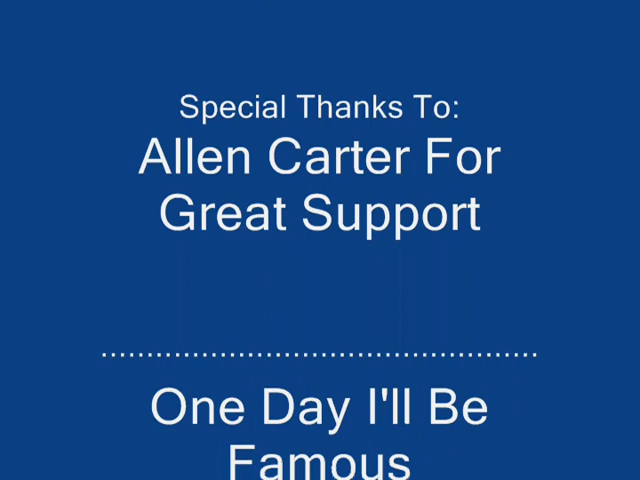 Special Thanks To:
Allen Carter For
Great Support
................................................
One Day I'll Be
Famous